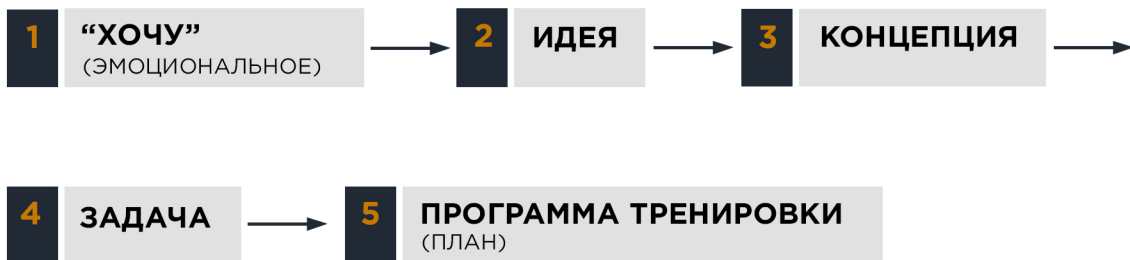 1 “ХОЧУ”
(ЭМОЦИОНАЛЬНОЕ)
2 ИДЕЯ
3 КОНЦЕПЦИЯ
4 ЗАДАЧА
5 ПРОГРАММА ТРЕНИРОВКИ
(ПЛАН)